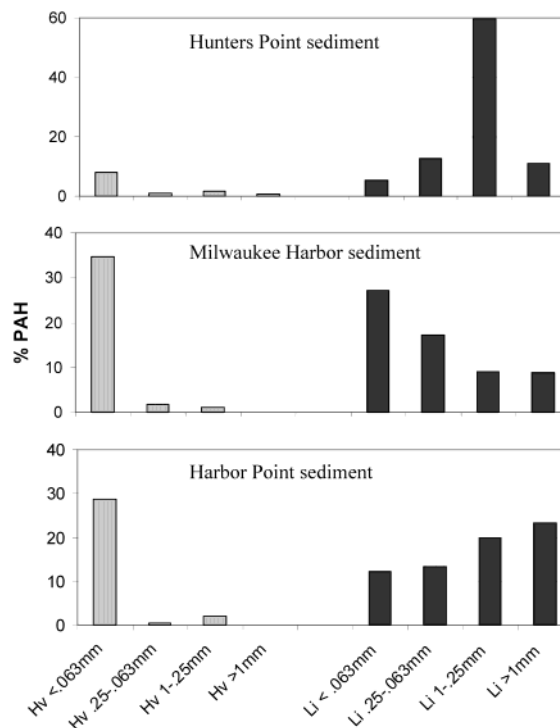 60
Hunters Point sediment
40
20
0
40
Milwaukee Harbor sediment
30
20
10
0
% PAH
40
Harbor Point sediment
30
20
10
0
Hv <.063mm
Hv .25-.063mm
Hv 1-.25mm
Hv >1mm
Li < .063mm
Li .25-.063mm
Li 1-.25mm
Li >1mm